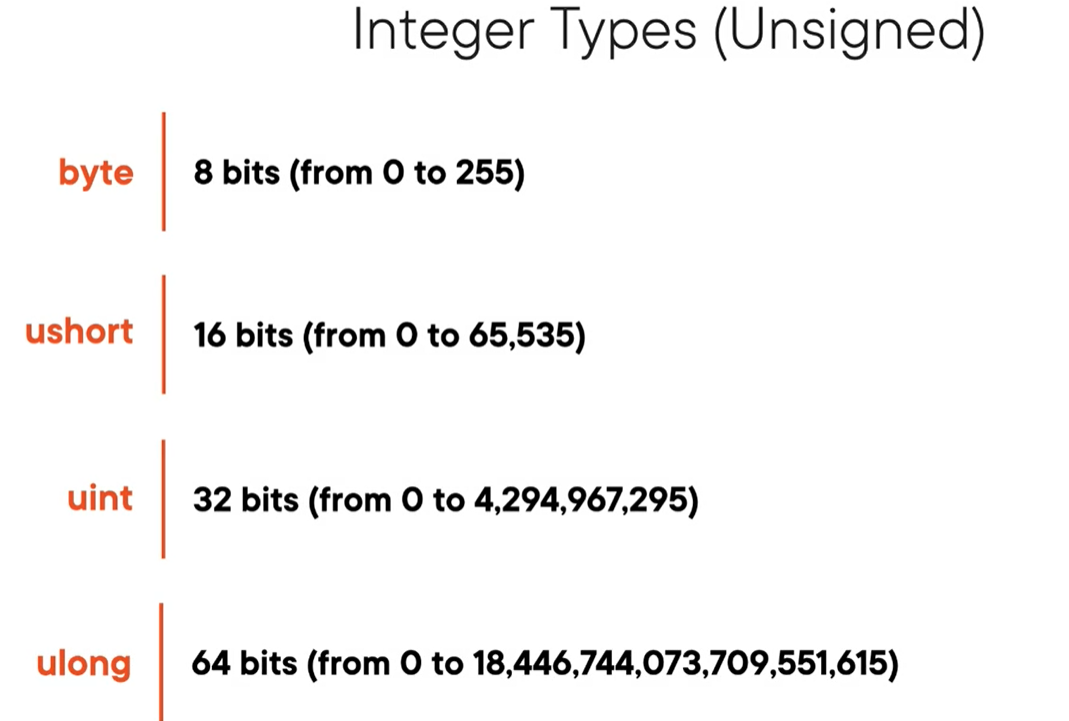 Integer Types (Unsigned)
byte
8 bits (from 0 to 255)
ushort
16 bits (from 0 to 65,535)
uint
32 bits (from 0 to 4,294,967,295)
ulong
64 bits (from 0 to 18,446,744,073,709,551,615)